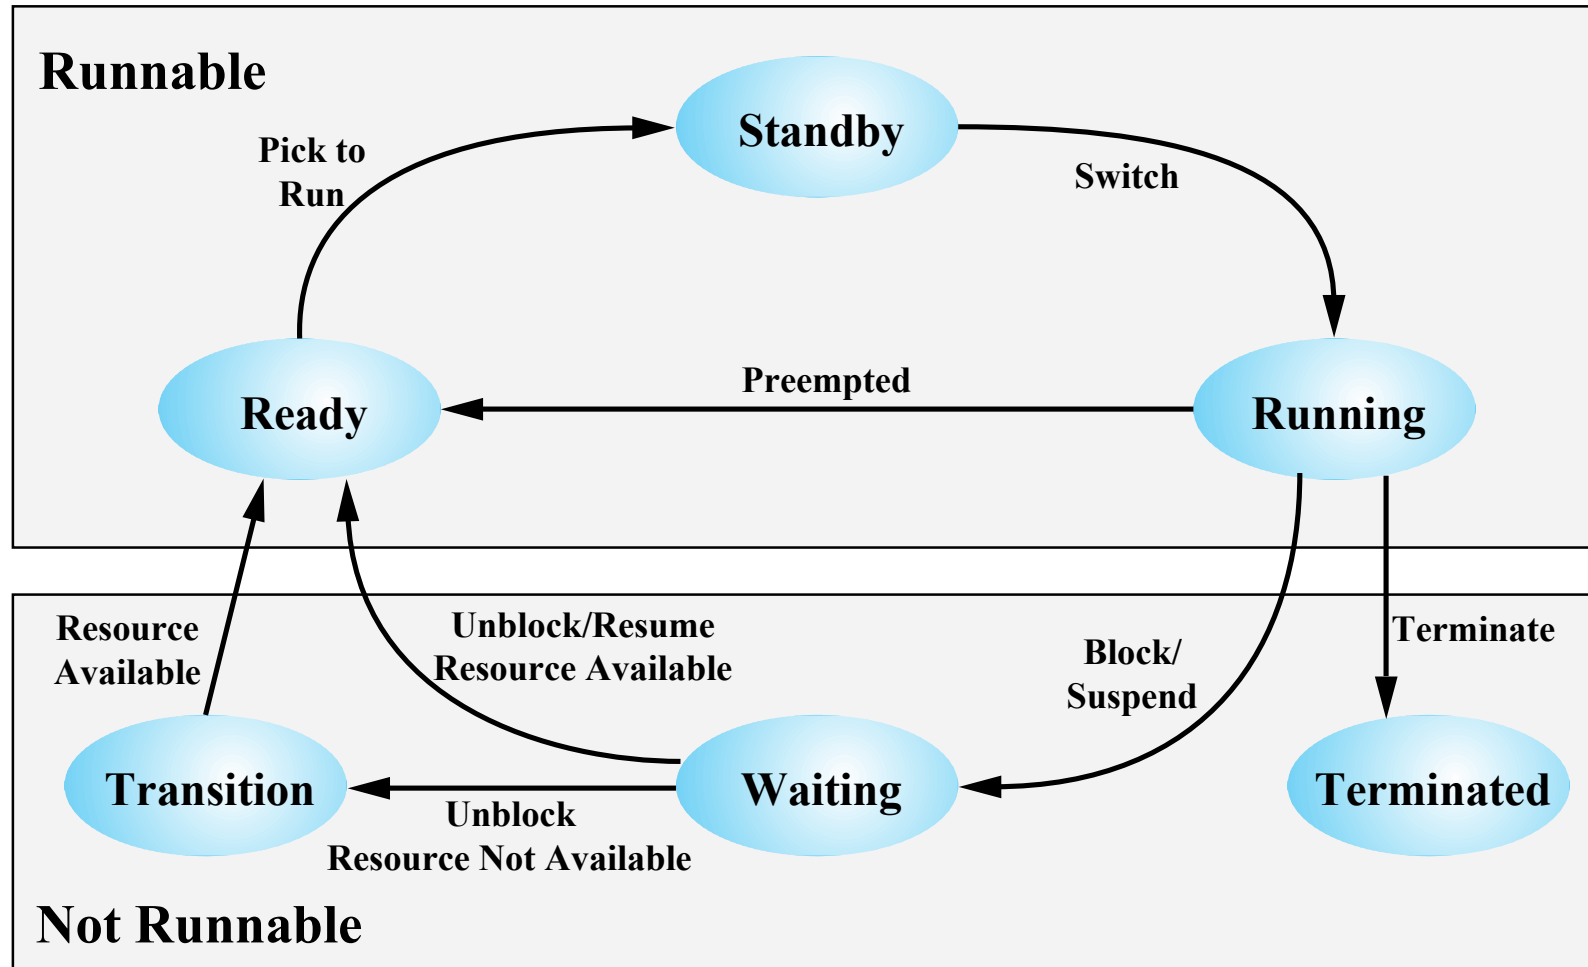 Runnable
Standby
Pick to
Run
Switch
Preempted
Ready
Running
Resource
Available
Unblock/Resume
Resource Available
Block/
Suspend
Terminate
Transition
Waiting
Terminated
Unblock
Resource Not Available
Not Runnable